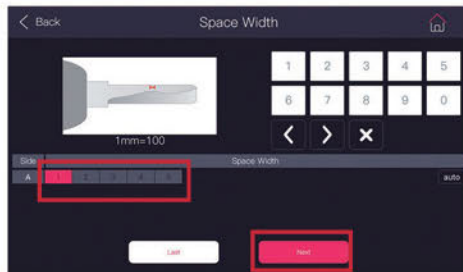 Back
Space Width
1 2 3 4 5
6 7 8 9 0
1mm=100
Side Space Width
A 1 2 3 4 5 auto
Last
Next